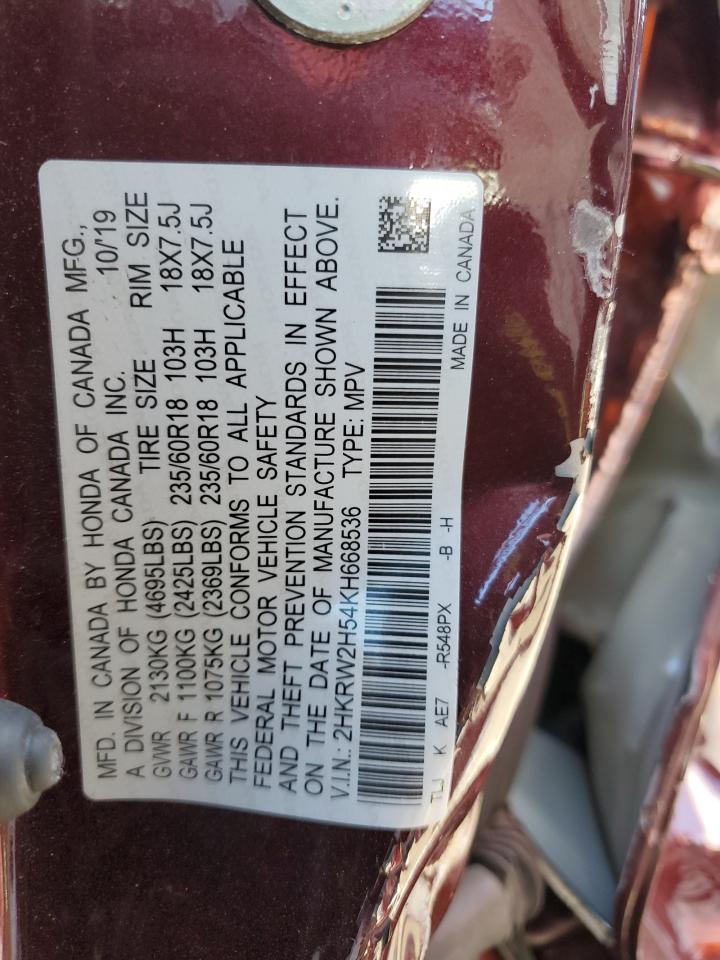 MFD. IN CANADA BY HONDA OF CANADA MFG.,
A DIVISION OF HONDA CANADA INC. 10/'19
GVWR 2130KG (4695LBS) TIRE SIZE RIM SIZE
GAWR F 1100KG (2425LBS) 235/60R18 103H 18X7.5J
GAWR R 1075KG (2369LBS) 235/60R18 103H 18X7.5J
THIS VEHICLE CONFORMS TO ALL APPLICABLE
FEDERAL MOTOR VEHICLE SAFETY
AND THEFT PREVENTION STANDARDS IN EFFECT
ON THE DATE OF MANUFACTURE SHOWN ABOVE.
V.I.N.: 2HKRW2H54KH668536 TYPE: MPV
TLJ K AE7 -R548PX -B -H MADE IN CANADA